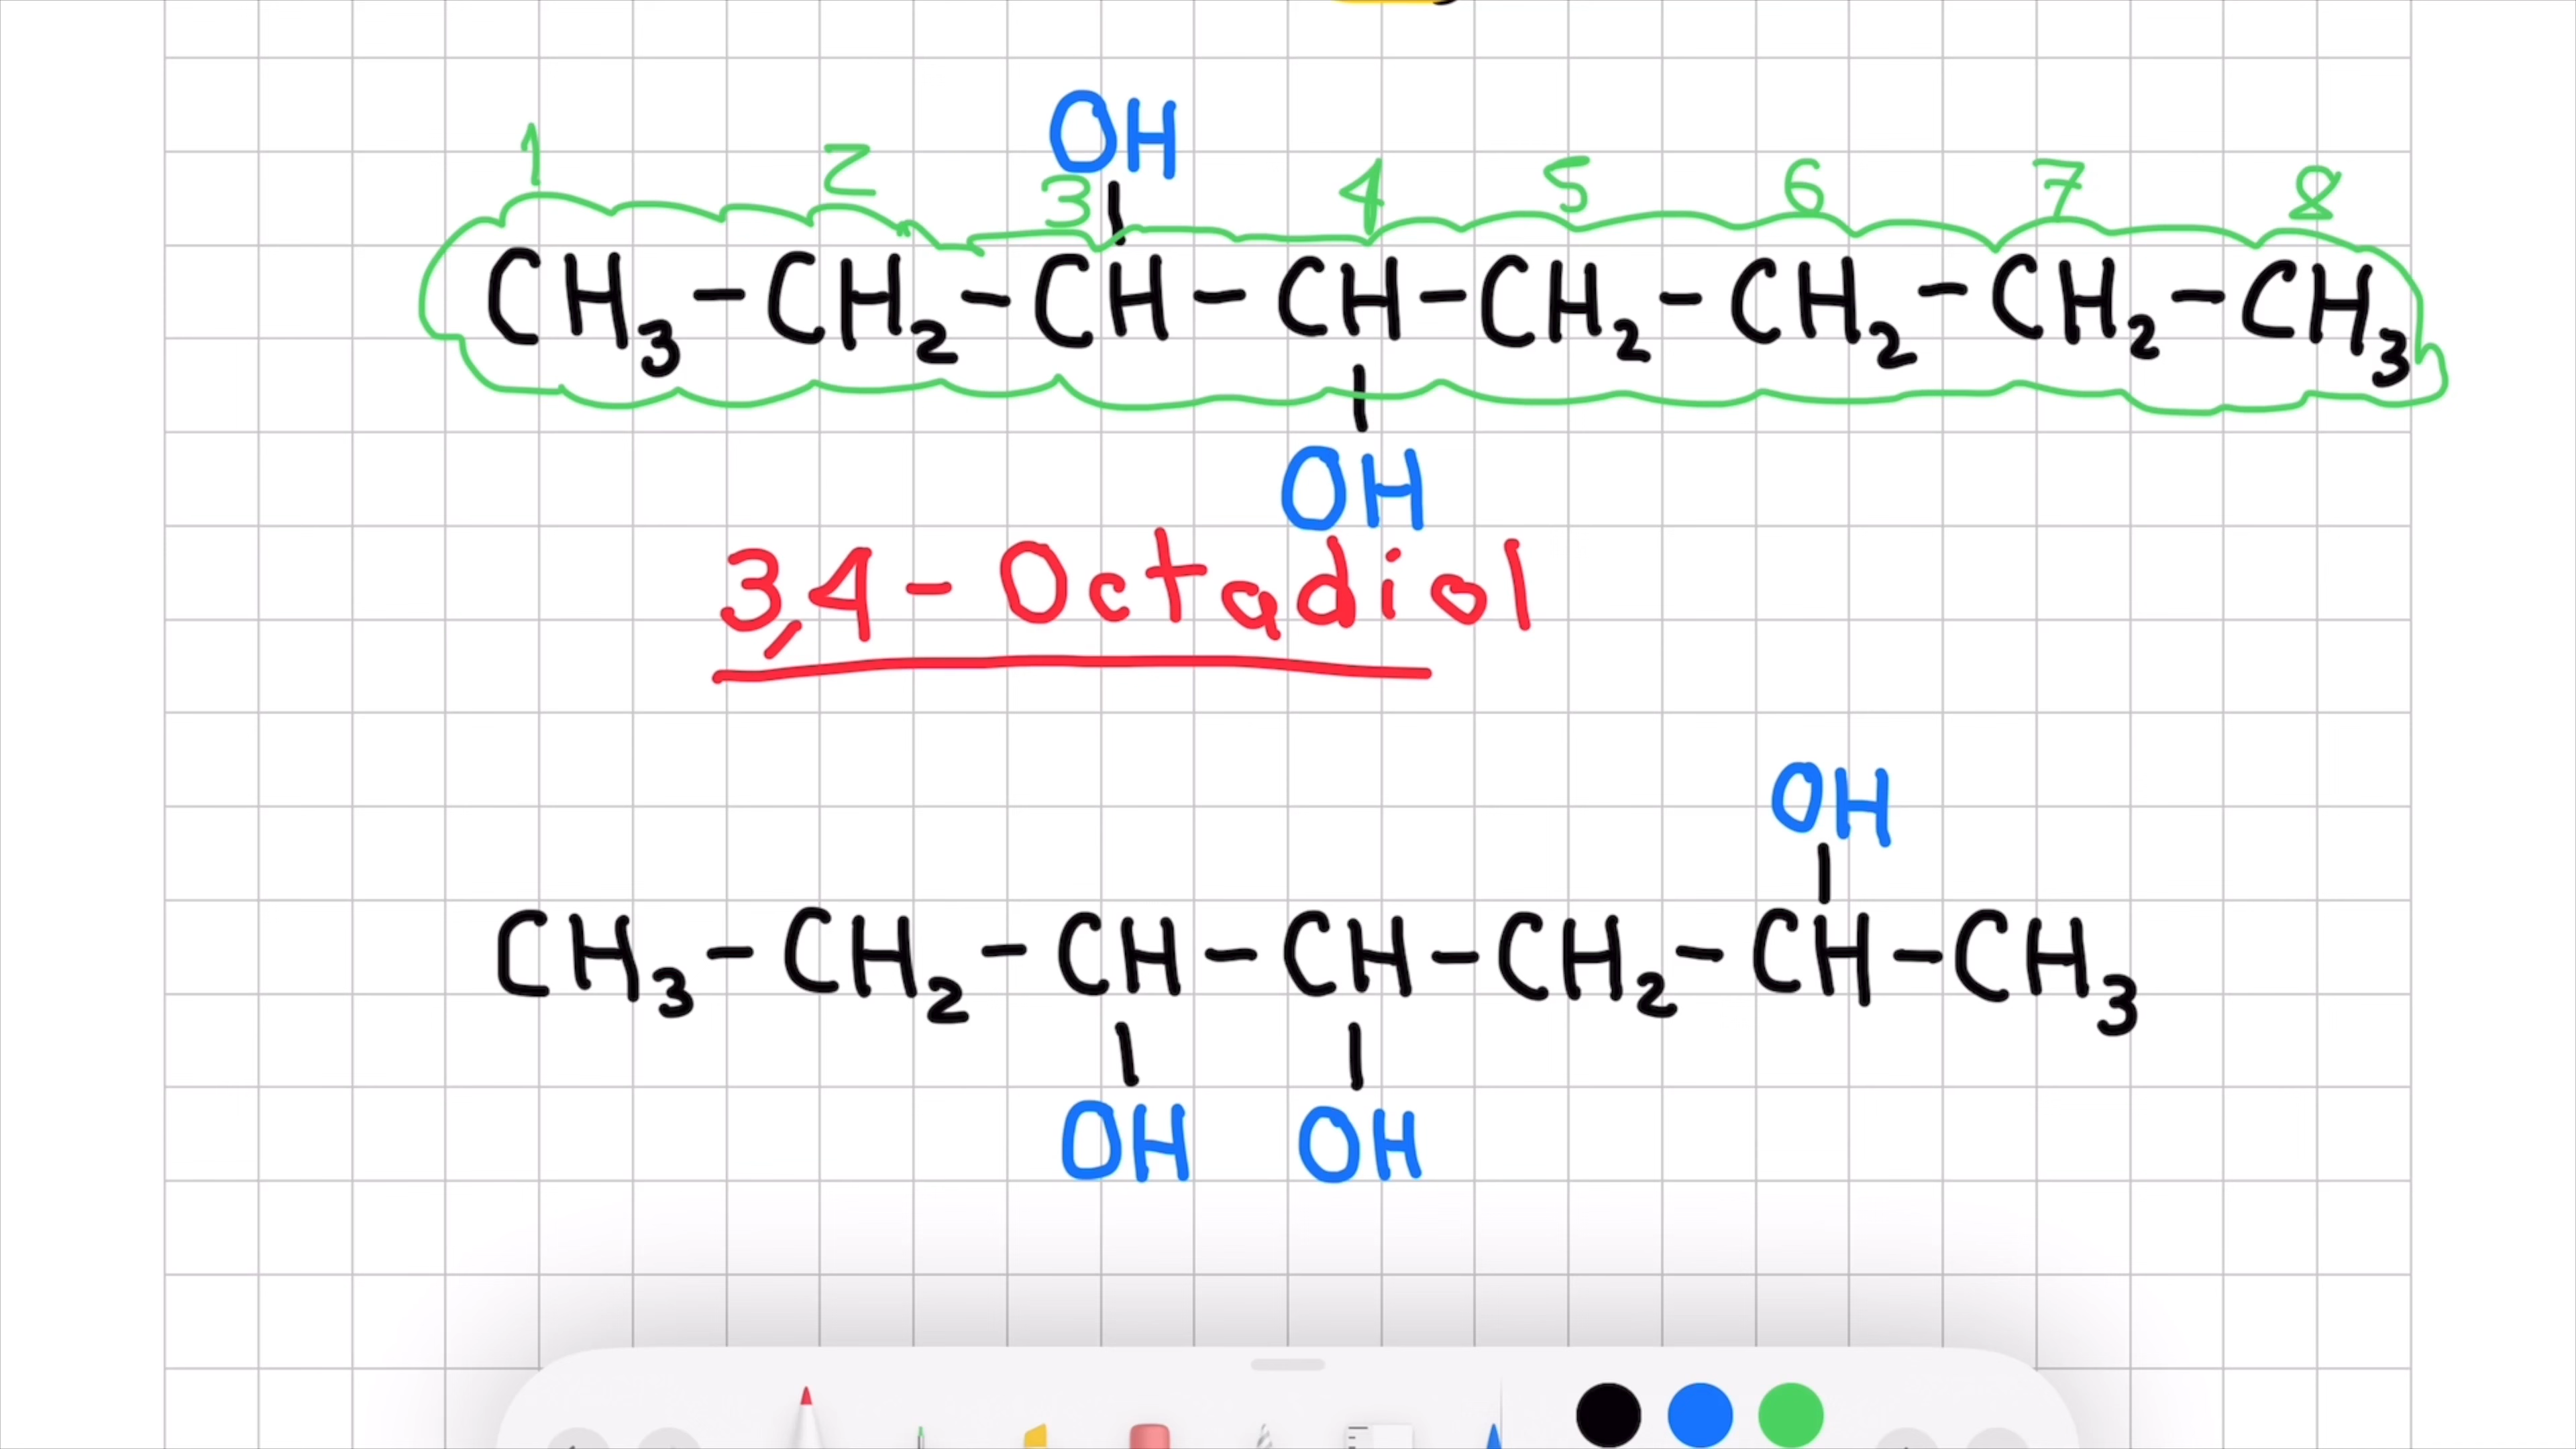 OH
1 2 3 4 5 6 7 8
CH₃-CH₂-CH-CH-CH₂-CH₂-CH₂-CH₃
OH
3,4-Octadiol
OH
CH₃-CH₂-CH-CH-CH₂-CH-CH₃
OH OH